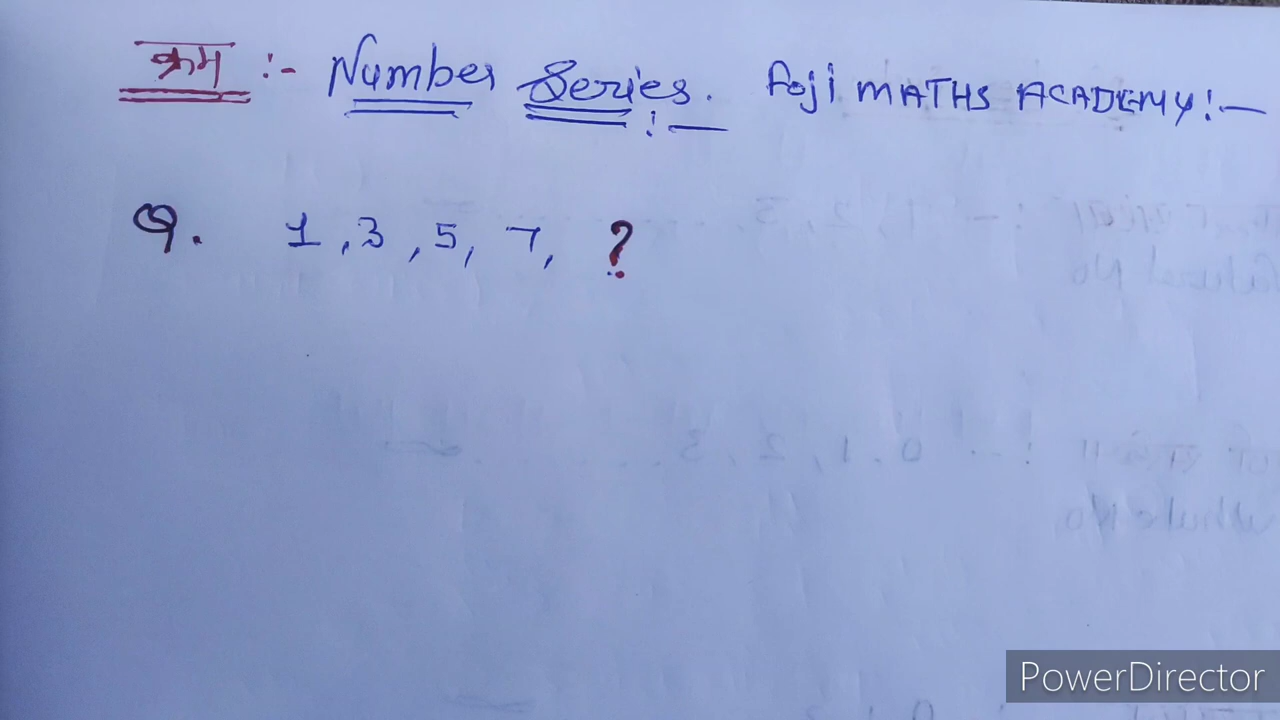 क्रम :- Number Series. Foji MATHS ACADEMY :-
:-
Q. 1, 3, 5, 7, ?
PowerDirector